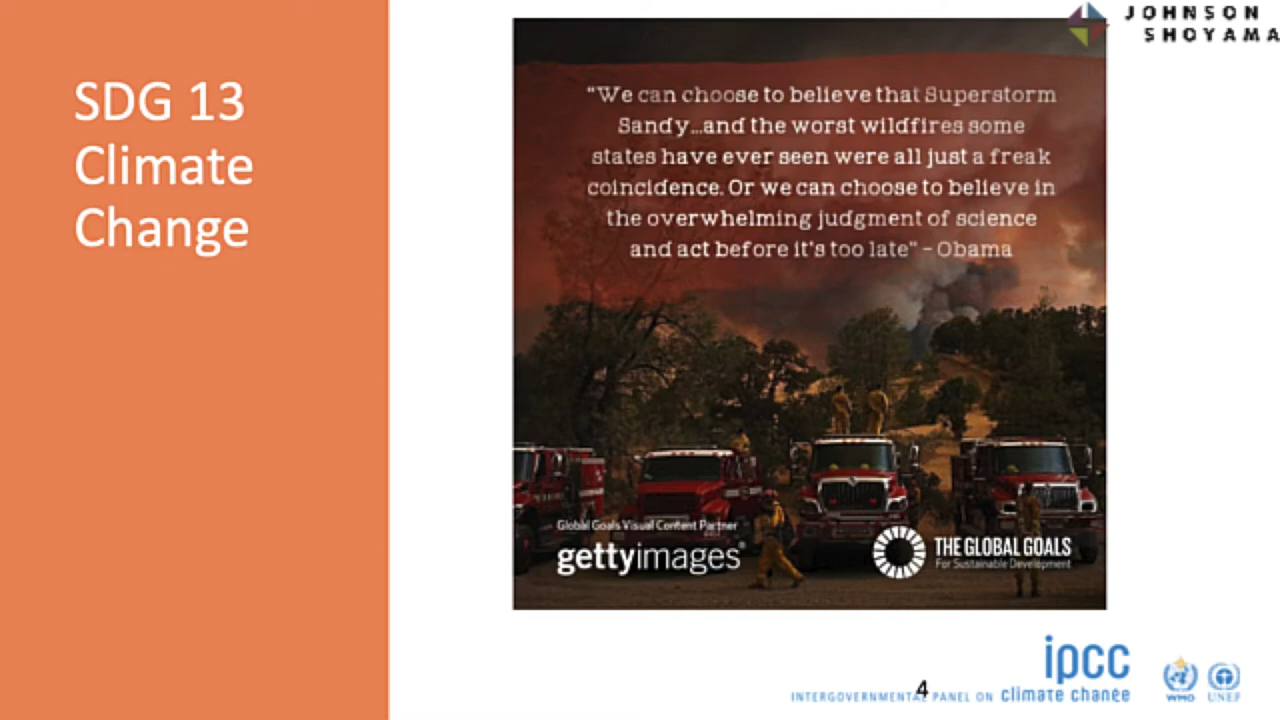 JOHNSON
SHOYAMA
SDG 13
Climate
Change
"We can choose to believe that Superstorm
Sandy...and the worst wildfires some
states have ever seen were all just a freak
coincidence. Or we can choose to believe in
the overwhelming judgment of science
and act before it's too late" - Obama
Global Goals Visual Content Partner
gettyimages®
THE GLOBAL GOALS
For Sustainable Development
ipcc
INTERGOVERNMENTAL PANEL ON climate change
4
WMO
UNEP